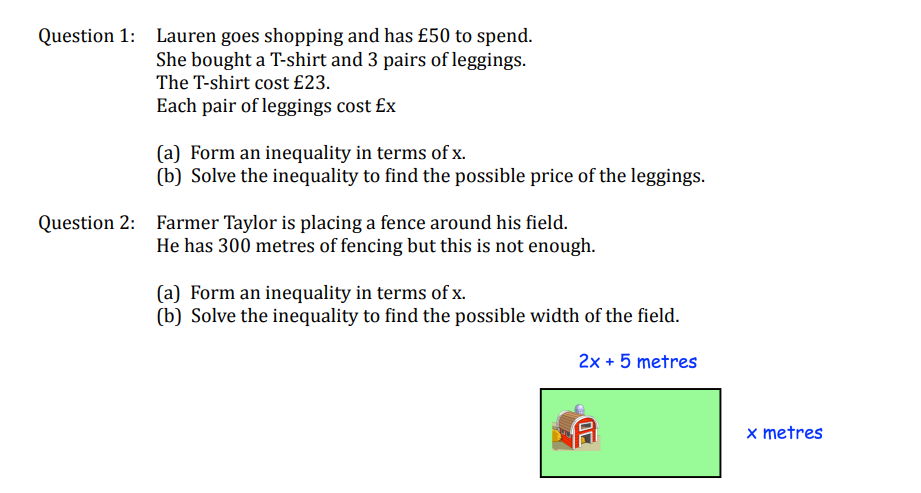 Question 1: Lauren goes shopping and has £50 to spend.
She bought a T-shirt and 3 pairs of leggings.
The T-shirt cost £23.
Each pair of leggings cost £x
(a) Form an inequality in terms of x.
(b) Solve the inequality to find the possible price of the leggings.
Question 2: Farmer Taylor is placing a fence around his field.
He has 300 metres of fencing but this is not enough.
(a) Form an inequality in terms of x.
(b) Solve the inequality to find the possible width of the field.
2x + 5 metres
x metres